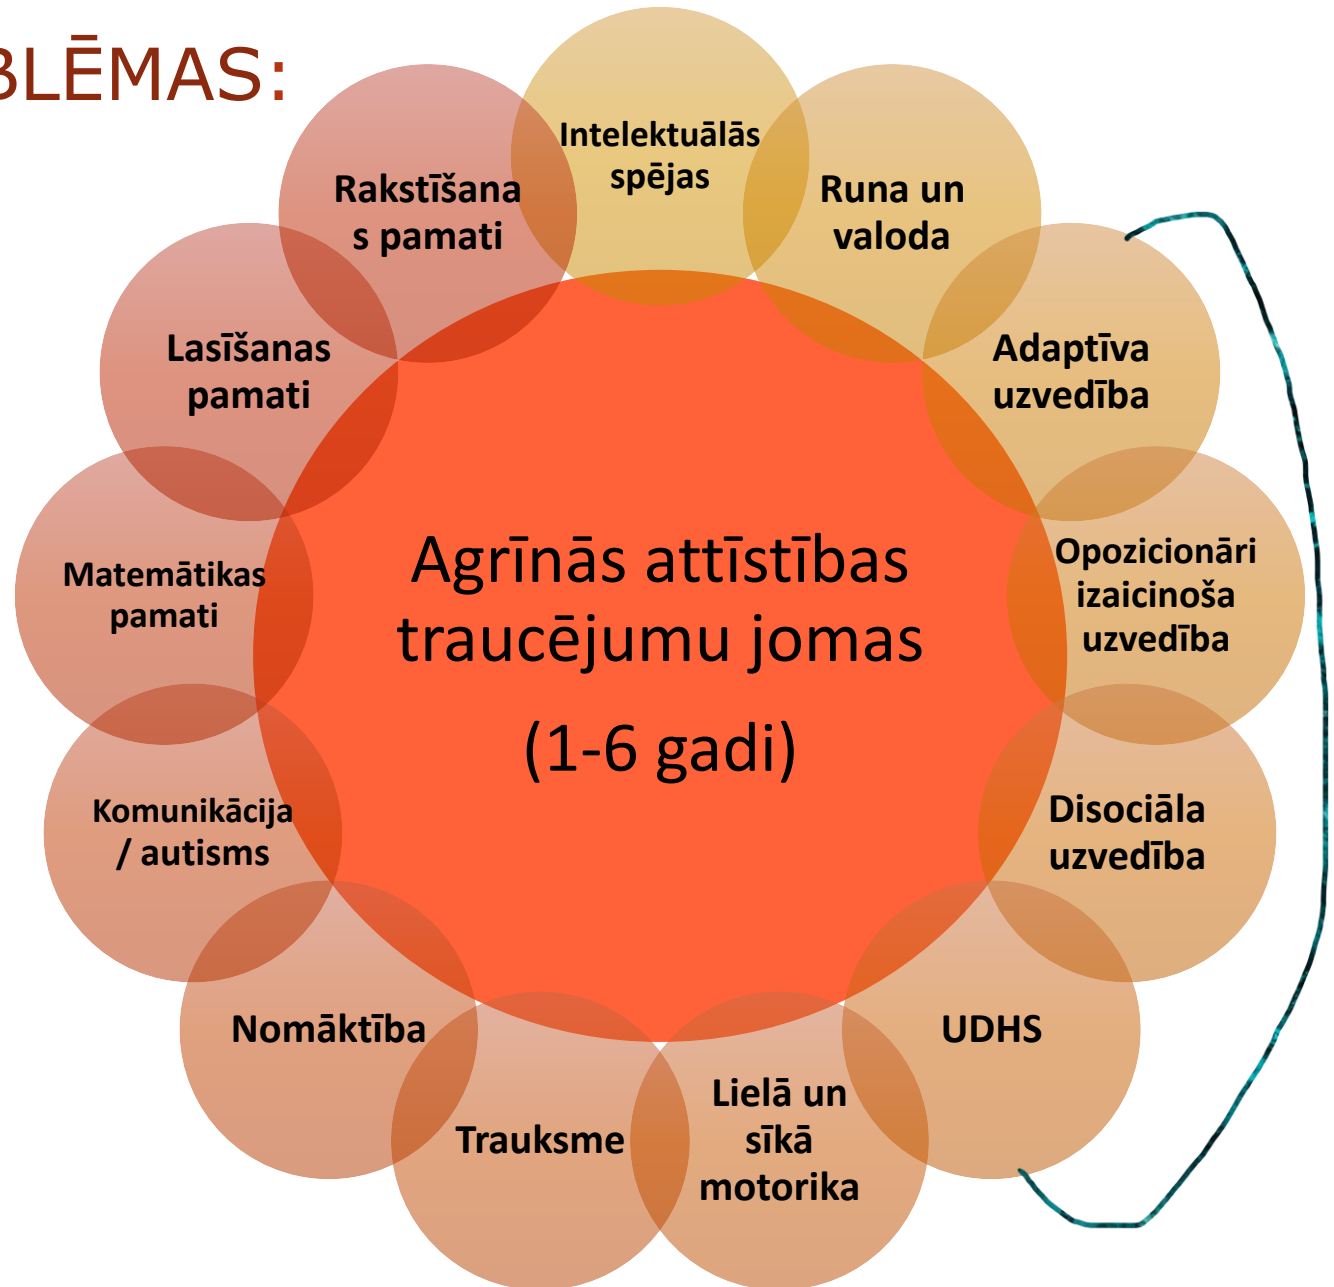 BLĒMAS:
Intelektuālās
spējas
Runa un
valoda
Adaptīva
uzvedība
Opozicionāri
izaicinoša
uzvedība
Disociāla
uzvedība
UDHS
Lielā un
sīkā
motorika
Trauksme
Nomāktība
Komunikācija
/ autisms
Matemātikas
pamati
Lasīšanas
pamati
Rakstīšana
s pamati
Agrīnās attīstības
traucējumu jomas
(1-6 gadi)